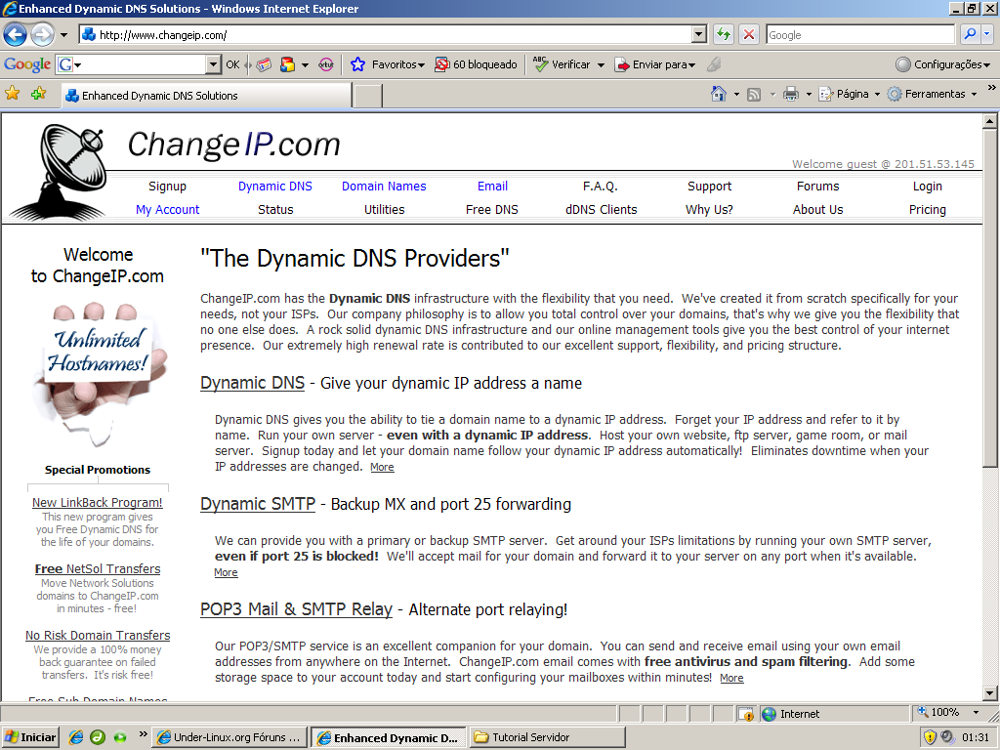 Enhanced Dynamic DNS Solutions - Windows Internet Explorer
http://www.changeip.com/
Google
Google G OK Favoritos 60 bloqueado ABC Verificar Enviar para Configurações
Enhanced Dynamic DNS Solutions Página Ferramentas
ChangeIP.com
Welcome guest @ 201.51.53.145
Signup Dynamic DNS Domain Names Email F.A.Q. Support Forums Login
My Account Status Utilities Free DNS dDNS Clients Why Us? About Us Pricing
Welcome
to ChangeIP.com
Unlimited
Hostnames!
Special Promotions
New LinkBack Program!
This new program gives
you Free Dynamic DNS for
the life of your domains.
Free NetSol Transfers
Move Network Solutions
domains to ChangeIP.com
in minutes - free!
No Risk Domain Transfers
We provide a 100% money
back guarantee on failed
transfers. It's risk free!
Free Sub Domain Names
"The Dynamic DNS Providers"
ChangeIP.com has the Dynamic DNS infrastructure with the flexibility that you need. We've created it from scratch specifically for your
needs, not your ISPs. Our company philosophy is to allow you total control over your domains, that's why we give you the flexibility that
no one else does. A rock solid dynamic DNS infrastructure and our online management tools give you the best control of your internet
presence. Our extremely high renewal rate is contributed to our excellent support, flexibility, and pricing structure.
Dynamic DNS - Give your dynamic IP address a name
Dynamic DNS gives you the ability to tie a domain name to a dynamic IP address. Forget your IP address and refer to it by
name. Run your own server - even with a dynamic IP address. Host your own website, ftp server, game room, or mail
server. Signup today and let your domain name follow your dynamic IP address automatically! Eliminates downtime when your
IP addresses are changed. More
Dynamic SMTP - Backup MX and port 25 forwarding
We can provide you with a primary or backup SMTP server. Get around your ISPs limitations by running your own SMTP server,
even if port 25 is blocked! We'll accept mail for your domain and forward it to your server on any port when it's available.
More
POP3 Mail & SMTP Relay - Alternate port relaying!
Our POP3/SMTP service is an excellent companion for your domain. You can send and receive email using your own email
addresses from anywhere on the Internet. ChangeIP.com email comes with free antivirus and spam filtering. Add some
storage space to your account today and start configuring your mailboxes within minutes! More
Internet 100%
Iniciar Under-Linux.org Fóruns ... Enhanced Dynamic D... Tutorial Servidor 01:31